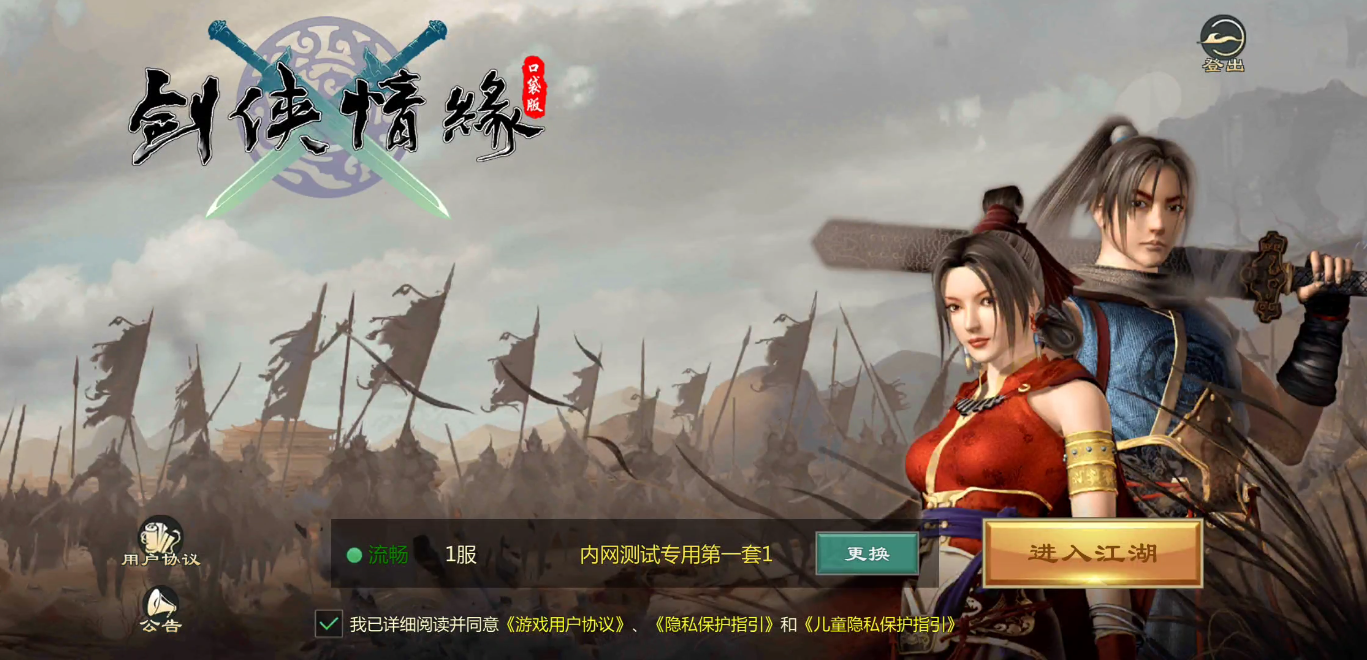 剑侠情緣
口袋版
登出
用户协议
流畅 1服 内网测试专用第一套1 更换
进入江湖
公告
我已详细阅读并同意《游戏用户协议》、《隐私保护指引》和《儿童隐私保护指引》